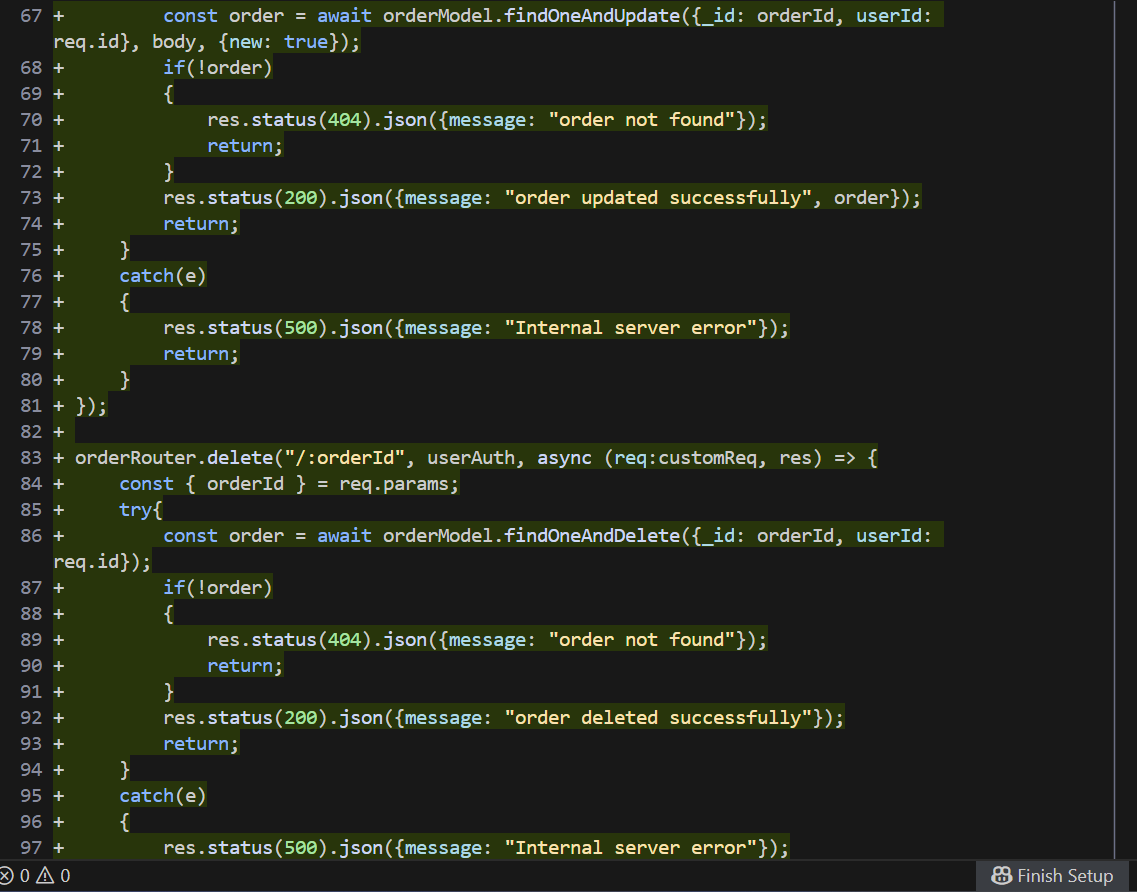 67 +         const order = await orderModel.findOneAndUpdate({_id: orderId, userId:
req.id}, body, {new: true});
68 +         if(!order)
69 +         {
70 +             res.status(404).json({message: "order not found"});
71 +             return;
72 +         }
73 +         res.status(200).json({message: "order updated successfully", order});
74 +         return;
75 +     }
76 +     catch(e)
77 +     {
78 +         res.status(500).json({message: "Internal server error"});
79 +         return;
80 +     }
81 + });
82 +
83 + orderRouter.delete("/:orderId", userAuth, async (req:customReq, res) => {
84 +     const { orderId } = req.params;
85 +     try{
86 +         const order = await orderModel.findOneAndDelete({_id: orderId, userId:
req.id});
87 +         if(!order)
88 +         {
89 +             res.status(404).json({message: "order not found"});
90 +             return;
91 +         }
92 +         res.status(200).json({message: "order deleted successfully"});
93 +         return;
94 +     }
95 +     catch(e)
96 +     {
97 +         res.status(500).json({message: "Internal server error"});
0 0 Finish Setup